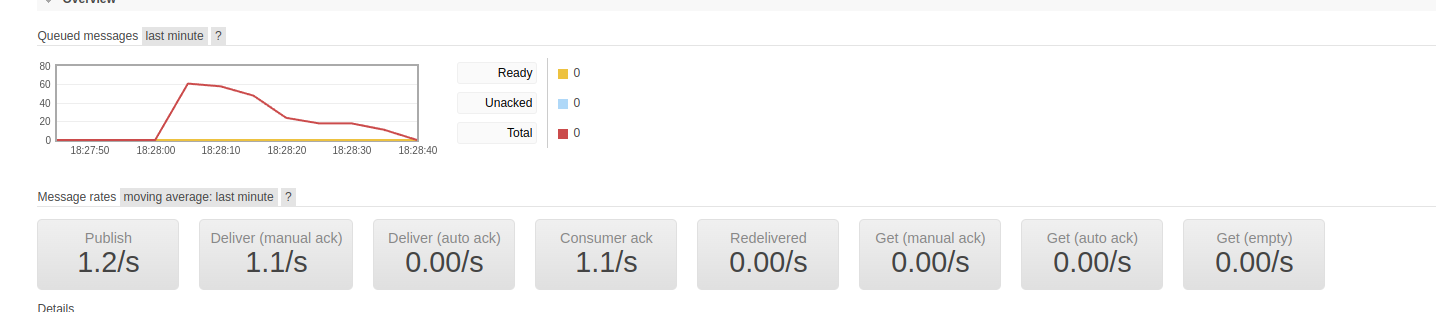 Overview
Queued messages last minute ?
80
60
40
20
0
18:27:50 18:28:00 18:28:10 18:28:20 18:28:30 18:28:40
Ready 0
Unacked 0
Total 0
Message rates moving average: last minute ?
Publish Deliver (manual ack) Deliver (auto ack) Consumer ack Redelivered Get (manual ack) Get (auto ack) Get (empty)
1.2/s 1.1/s 0.00/s 1.1/s 0.00/s 0.00/s 0.00/s 0.00/s
Details